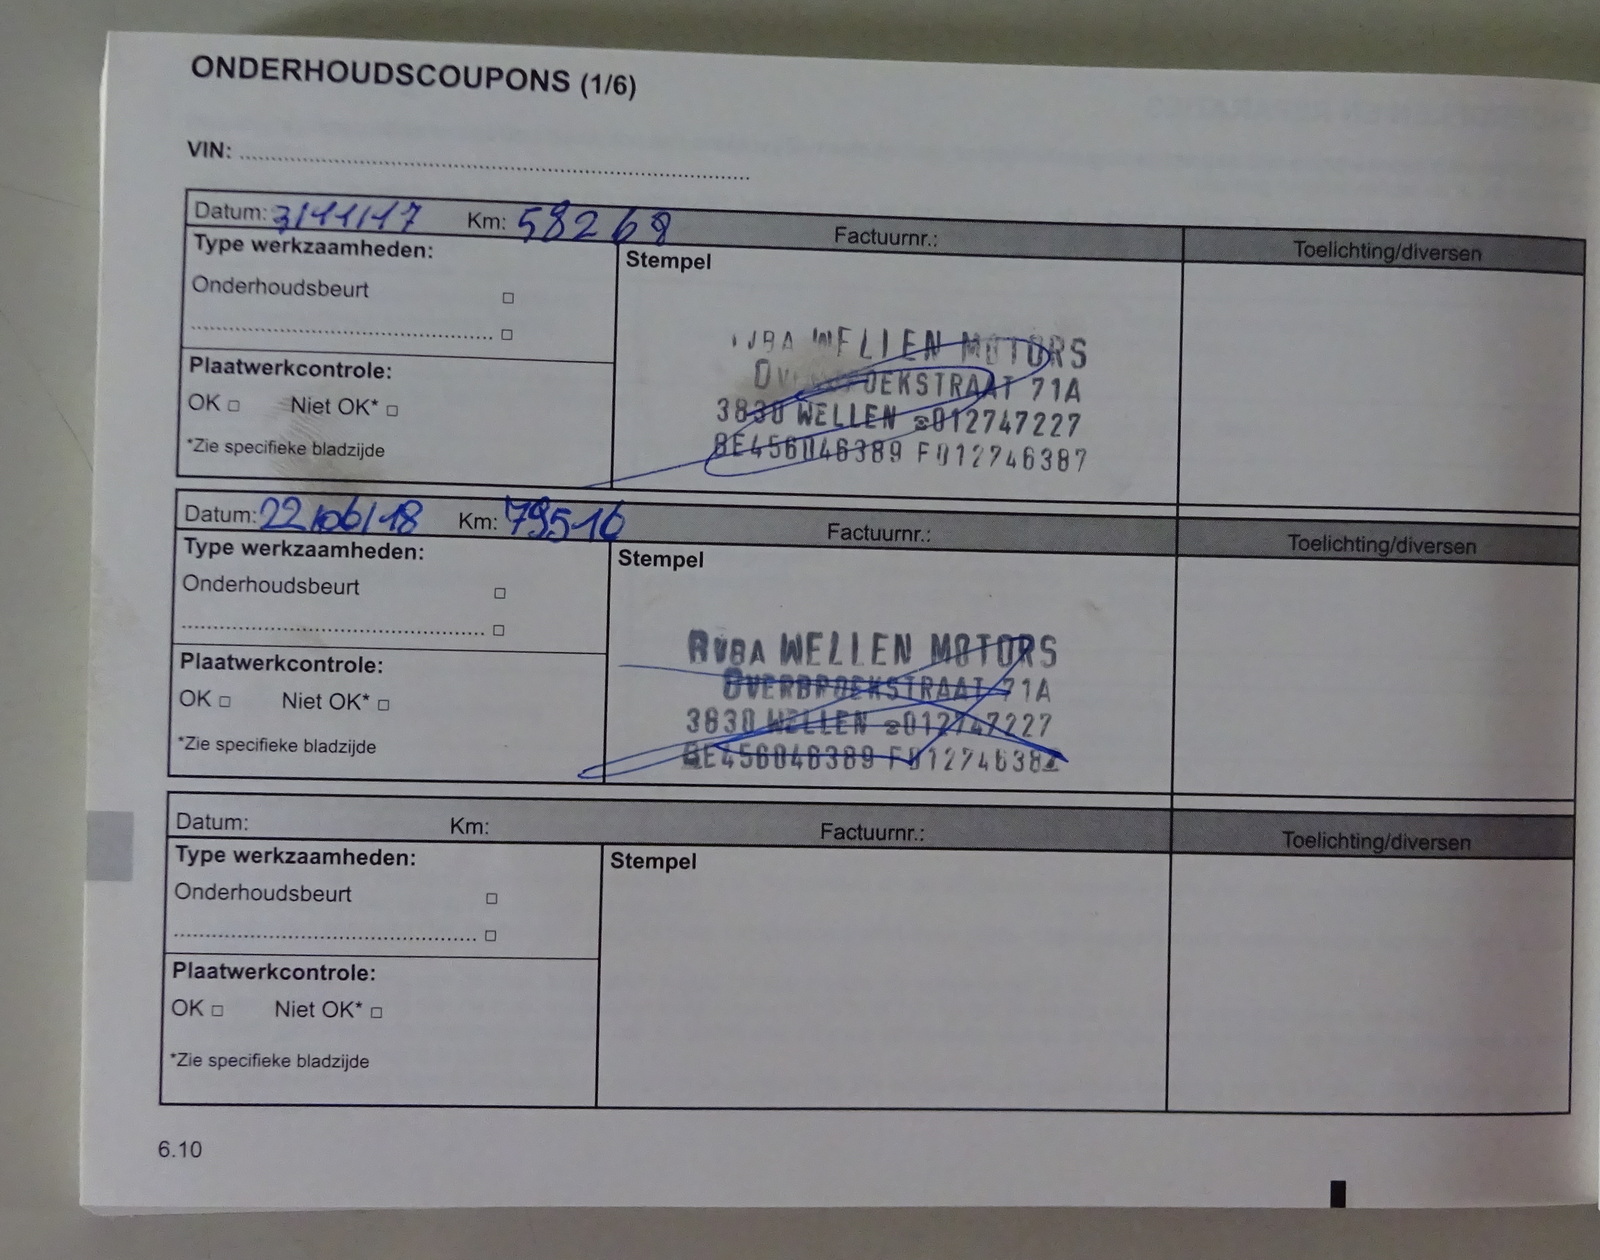 ONDERHOUDSCOUPONS (1/6)
VIN: ........................................
Datum: 3/11/17 Km: 58268 Factuurnr.: Toelichting/diversen
Type werkzaamheden:
Stempel
Onderhoudsbeurt □
........................................ □
Plaatwerkcontrole:
OK □ Niet OK* □
*Zie specifieke bladzijde
WELLEN MOTORS
71A
3830 WELLEN ☎012747227
BE456046389 F012746387
Datum: 22/06/18 Km: 79516 Factuurnr.: Toelichting/diversen
Type werkzaamheden:
Stempel
Onderhoudsbeurt □
........................................ □
Plaatwerkcontrole:
OK □ Niet OK* □
*Zie specifieke bladzijde
BVBA WELLEN MOTORS
OVERBROEKSTRAAT 71A
3830 WELLEN ☎012747227
BE456046389 F012746387
Datum: Km: Factuurnr.: Toelichting/diversen
Type werkzaamheden:
Stempel
Onderhoudsbeurt □
........................................ □
Plaatwerkcontrole:
OK □ Niet OK* □
*Zie specifieke bladzijde
6.10